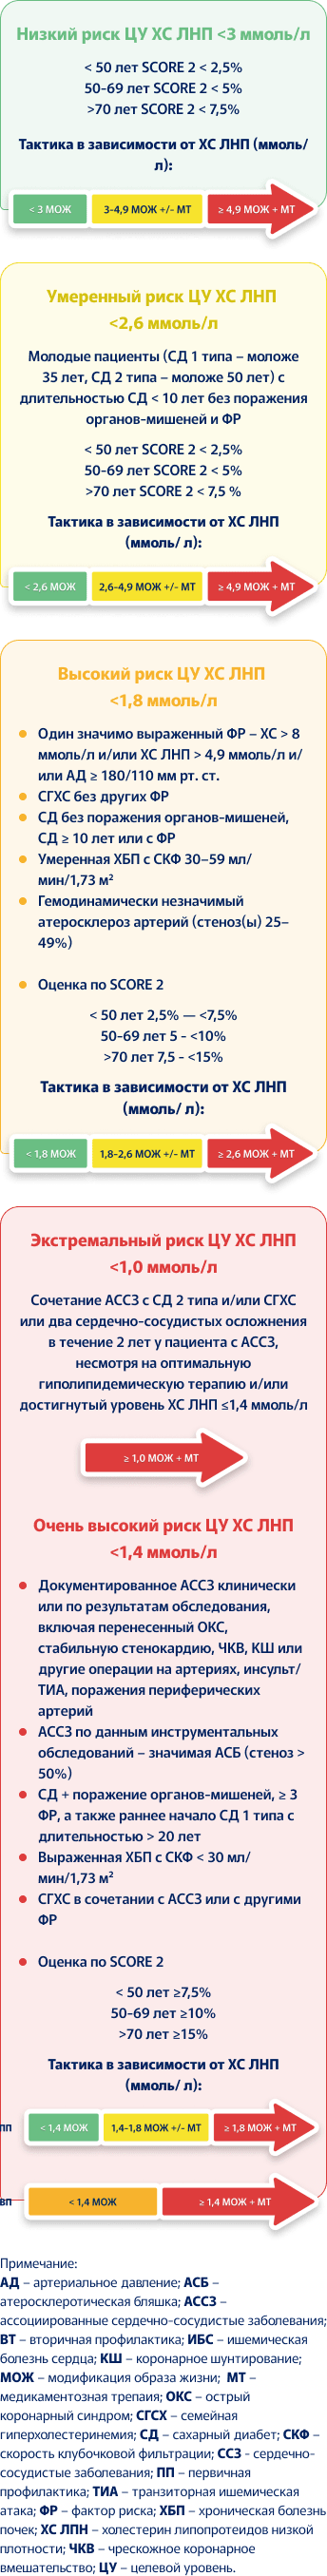 Низкий риск ЦУ ХС ЛНП <3 ммоль/л
< 50 лет SCORE 2 < 2,5%
50-69 лет SCORE 2 < 5%
>70 лет SCORE 2 < 7,5%
Тактика в зависимости от ХС ЛНП (ммоль/
л):
< 3 МОЖ
3-4,9 МОЖ +/- МТ
≥ 4,9 МОЖ + МТ
Умеренный риск ЦУ ХС ЛНП
<2,6 ммоль/л
Молодые пациенты (СД 1 типа – моложе
35 лет, СД 2 типа – моложе 50 лет) с
длительностью СД < 10 лет без поражения
органов-мишеней и ФР
< 50 лет SCORE 2 < 2,5%
50-69 лет SCORE 2 < 5%
>70 лет SCORE 2 < 7,5 %
Тактика в зависимости от ХС ЛНП
(ммоль/ л):
< 2,6 МОЖ
2,6-4,9 МОЖ +/- МТ
≥ 4,9 МОЖ + МТ
Высокий риск ЦУ ХС ЛНП
<1,8 ммоль/л
Один значимо выраженный ФР – ХС > 8
ммоль/л и/или ХС ЛНП > 4,9 ммоль/л и/
или АД ≥ 180/110 мм рт. ст.
СГХС без других ФР
СД без поражения органов-мишеней,
СД ≥ 10 лет или с ФР
Умеренная ХБП с СКФ 30–59 мл/
мин/1,73 м²
Гемодинамически незначимый
атеросклероз артерий (стеноз(ы) 25–
49%)
Оценка по SCORE 2
< 50 лет 2,5% — <7,5%
50-69 лет 5 - <10%
>70 лет 7,5 - <15%
Тактика в зависимости от ХС ЛНП
(ммоль/ л):
< 1,8 МОЖ
1,8-2,6 МОЖ +/- МТ
≥ 2,6 МОЖ + МТ
Экстремальный риск ЦУ ХС ЛНП
<1,0 ммоль/л
Сочетание АССЗ с СД 2 типа и/или СГХС
или два сердечно-сосудистых осложнения
в течение 2 лет у пациента с АССЗ,
несмотря на оптимальную
гиполипидемическую терапию и/или
достигнутый уровень ХС ЛНП ≤1,4 ммоль/л
≥ 1,0 МОЖ + МТ
Очень высокий риск ЦУ ХС ЛНП
<1,4 ммоль/л
Документированное АССЗ клинически
или по результатам обследования,
включая перенесенный ОКС,
стабильную стенокардию, ЧКВ, КШ или
другие операции на артериях, инсульт/
ТИА, поражения периферических
артерий
АССЗ по данным инструментальных
обследований – значимая АСБ (стеноз >
50%)
СД + поражение органов-мишеней, ≥ 3
ФР, а также раннее начало СД 1 типа с
длительностью > 20 лет
Выраженная ХБП с СКФ < 30 мл/
мин/1,73 м²
СГХС в сочетании с АССЗ или с другими
ФР
Оценка по SCORE 2
< 50 лет ≥7,5%
50-69 лет ≥10%
>70 лет ≥15%
Тактика в зависимости от ХС ЛНП
(ммоль/ л):
ПП
< 1,4 МОЖ
1,4-1,8 МОЖ +/- МТ
≥ 1,8 МОЖ + МТ
ВП
< 1,4 МОЖ
≥ 1,4 МОЖ + МТ
Примечание:
АД – артериальное давление; АСБ –
атеросклеротическая бляшка; АССЗ –
ассоциированные сердечно-сосудистые заболевания;
ВТ – вторичная профилактика; ИБС – ишемическая
болезнь сердца; КШ – коронарное шунтирование;
МОЖ – модификация образа жизни; МТ –
медикаментозная трепаия; ОКС – острый
коронарный синдром; СГСХ – семейная
гиперхолестеринемия; СД – сахарный диабет; СКФ –
скорость клубочковой фильтрации; ССЗ - сердечно-
сосудистые заболевания; ПП – первичная
профилактика; ТИА – транзиторная ишемическая
атака; ФР – фактор риска; ХБП – хроническая болезнь
почек; ХС ЛПН – холестерин липопротеидов низкой
плотности; ЧКВ – чрескожное коронарное
вмешательство; ЦУ – целевой уровень.